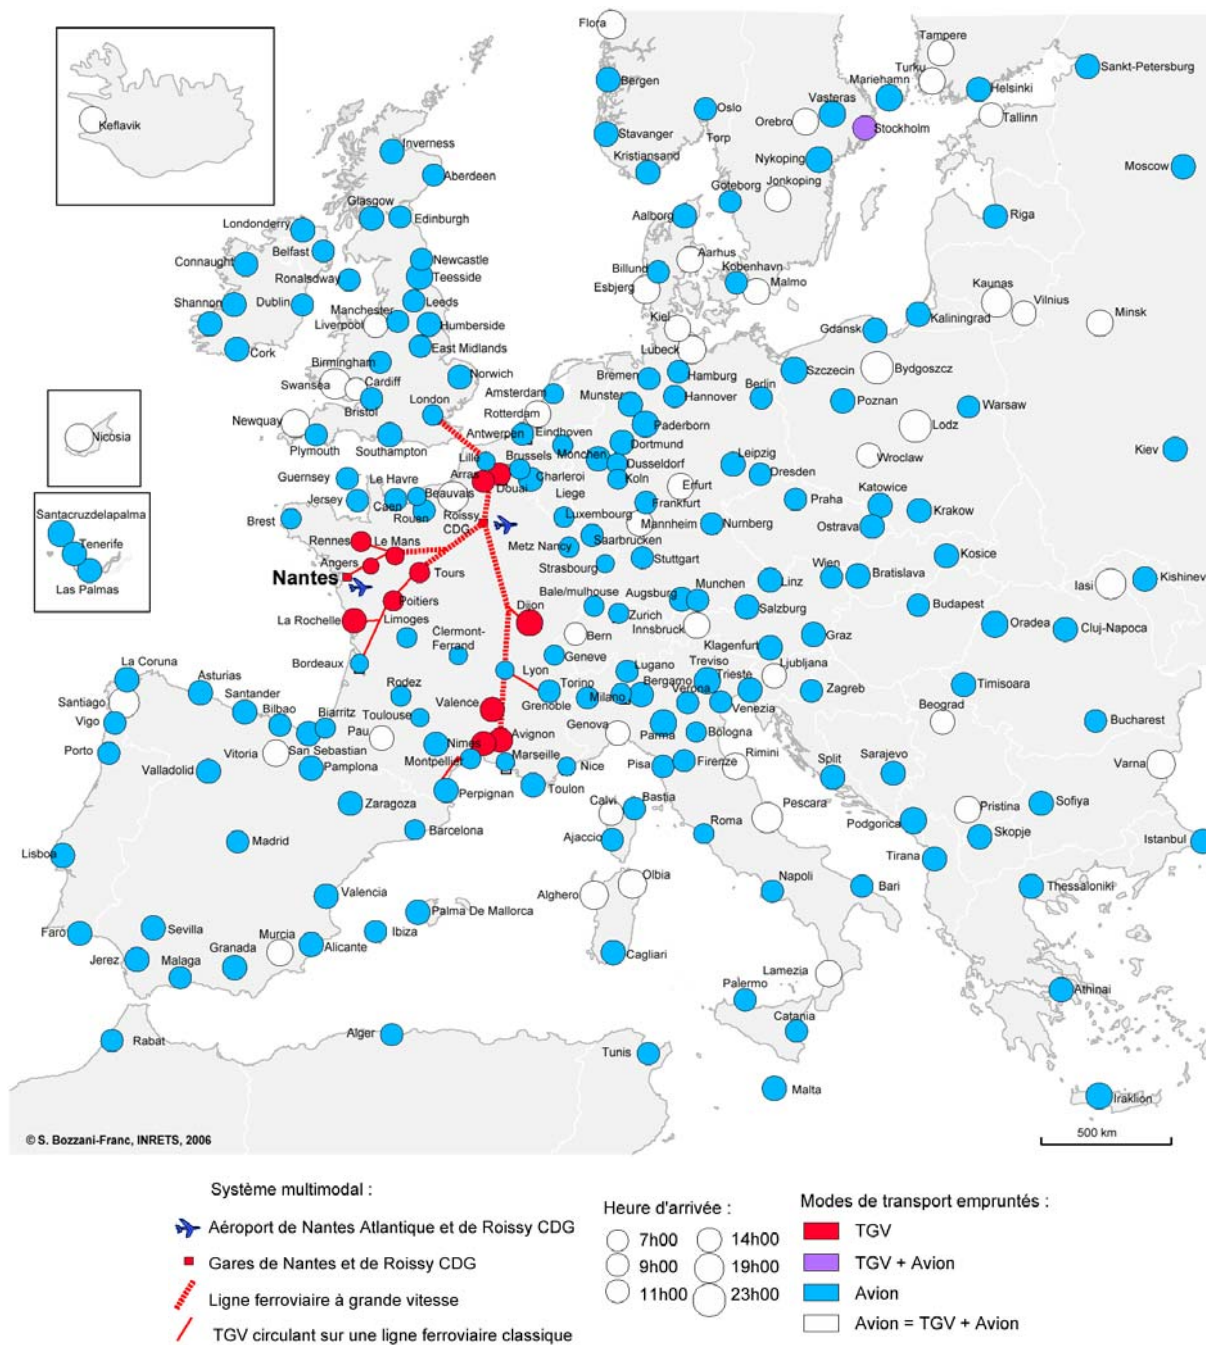 Flora
Tampere
Turku
Mariehamn
Sankt-Petersburg
Bergen
Helsinki
Vasteras
Oslo
Orebro
Tallinn
Keflavik
Stavanger
Torp
Stockholm
Inverness
Kristiansand
Nykoping
Moscow
Aberdeen
Jonkoping
Goteborg
Glasgow
Edinburgh
Aalborg
Riga
Londonderry
Belfast
Newcastle
Aarhus
Connaught
Ronalsdway
Teesside
Billund
Kobenhavn
Esbjerg
Malmo
Kaunas
Shannon
Dublin
Leeds
Vilnius
Manchester
Liverpool
Humberside
Kiel
Gdansk
Kaliningrad
Minsk
Cork
East Midlands
Lubeck
Birmingham
Norwich
Bremen
Hamburg
Szczecin
Bydgoszcz
Swansea
Cardiff
Amsterdam
Munster
Hannover
Berlin
Poznan
Warsaw
Bristol
London
Rotterdam
Paderborn
Newquay
Antwerpen
Eindhoven
Lodz
Nicosia
Plymouth
Southampton
Dortmund
Kiev
Lille
Brussels
Monchen
Dusseldorf
Leipzig
Wroclaw
Guernsey
Le Havre
Arras
Douai
Charleroi
Koln
Erfurt
Dresden
Katowice
Jersey
Caen
Beauvais
Liege
Frankfurt
Praha
Santacruzdelapalma
Brest
Rouen
Roissy
CDG
Luxembourg
Mannheim
Nurnberg
Ostrava
Krakow
Tenerife
Rennes
Le Mans
Metz Nancy
Saarbrucken
Kosice
Angers
Strasbourg
Stuttgart
Wien
Nantes
Tours
Linz
Bratislava
Iasi
Kishinev
Las Palmas
Poitiers
Bale/mulhouse
Augsburg
Munchen
Salzburg
Budapest
La Rochelle
Limoges
Dijon
Zurich
Innsbruck
Oradea
Cluj-Napoca
Clermont-
Ferrand
Bern
Klagenfurt
Graz
Bordeaux
Lyon
Geneve
Lugano
Treviso
Ljubljana
La Coruna
Asturias
Torino
Bergamo
Trieste
Timisoara
Santiago
Santander
Rodez
Grenoble
Milano
Verona
Zagreb
Vigo
Bilbao
Biarritz
Toulouse
Valence
Venezia
Beograd
Bucharest
Porto
Vitoria
San Sebastian
Pau
Nimes
Avignon
Genova
Parma
Bologna
Valladolid
Pamplona
Montpellier
Marseille
Nice
Pisa
Firenze
Rimini
Split
Sarajevo
Varna
Zaragoza
Perpignan
Toulon
Calvi
Bastia
Pescara
Pristina
Sofiya
Madrid
Barcelona
Ajaccio
Roma
Podgorica
Skopje
Istanbul
Lisboa
Tirana
Valencia
Alghero
Olbia
Napoli
Bari
Thessaloniki
Palma De Mallorca
Faro
Sevilla
Murcia
Ibiza
Jerez
Granada
Alicante
Cagliari
Malaga
Lamezia
Palermo
Athinai
Catania
Rabat
Alger
Tunis
Malta
Iraklion
© S. Bozzani-Franc, INRETS, 2006
500 km
Système multimodal :
Aéroport de Nantes Atlantique et de Roissy CDG
Gares de Nantes et de Roissy CDG
Ligne ferroviaire à grande vitesse
TGV circulant sur une ligne ferroviaire classique
Heure d'arrivée :
7h00 14h00
9h00 19h00
11h00 23h00
Modes de transport empruntés :
TGV
TGV + Avion
Avion
Avion = TGV + Avion